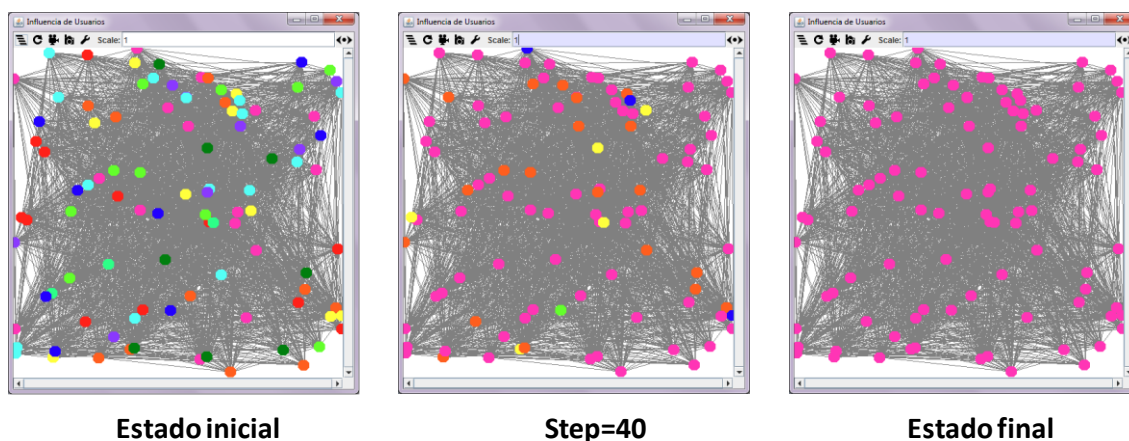 Influencia de Usuarios
Scale: 1
Influencia de Usuarios
Scale: 1
Influencia de Usuarios
Scale: 1
Estado inicial
Step=40
Estado final